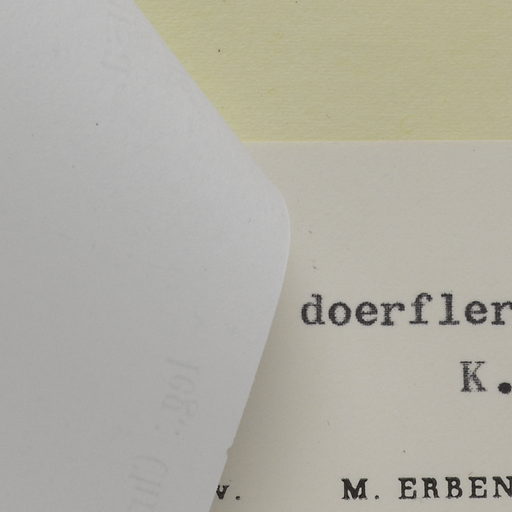 doerfler
K.
v. M. ERBEN